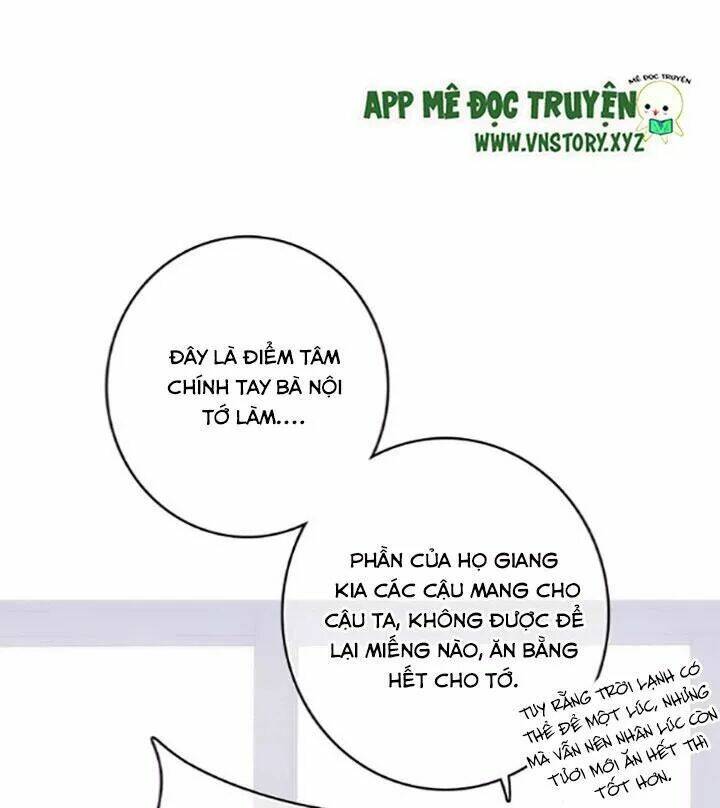 MÊ ĐỌC TRUYỆN
APP MÊ ĐỌC TRUYỆN
WWW.VNSTORY.XYZ
ĐÂY LÀ ĐIỂM TÂM
CHÍNH TAY BÀ NỘI
TỚ LÀM....
PHẦN CỦA HỌ GIANG
KIA CÁC CẬU MANG CHO
CẬU TA, KHÔNG ĐƯỢC ĐỂ
LẠI MIẾNG NÀO, ĂN BẰNG
HẾT CHO TỚ.
TUY RẰNG TRỜI LẠNH CÓ
THỂ ĐỂ MỘT LÚC, NHƯNG
MÀ VẪN NÊN NHÂN LÚC CÒN
TƯƠI MỚI ĂN HẾT THÌ
TỐT HƠN.